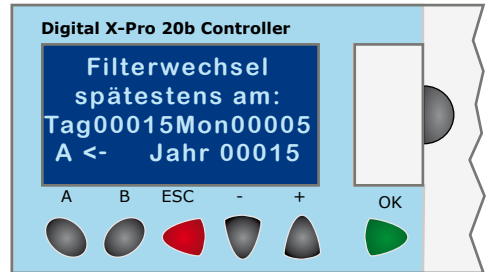 Digital X-Pro 20b Controller
Filterwechsel
spätestens am:
Tag00015Mon00005
A <- Jahr 00015
A B ESC - + OK